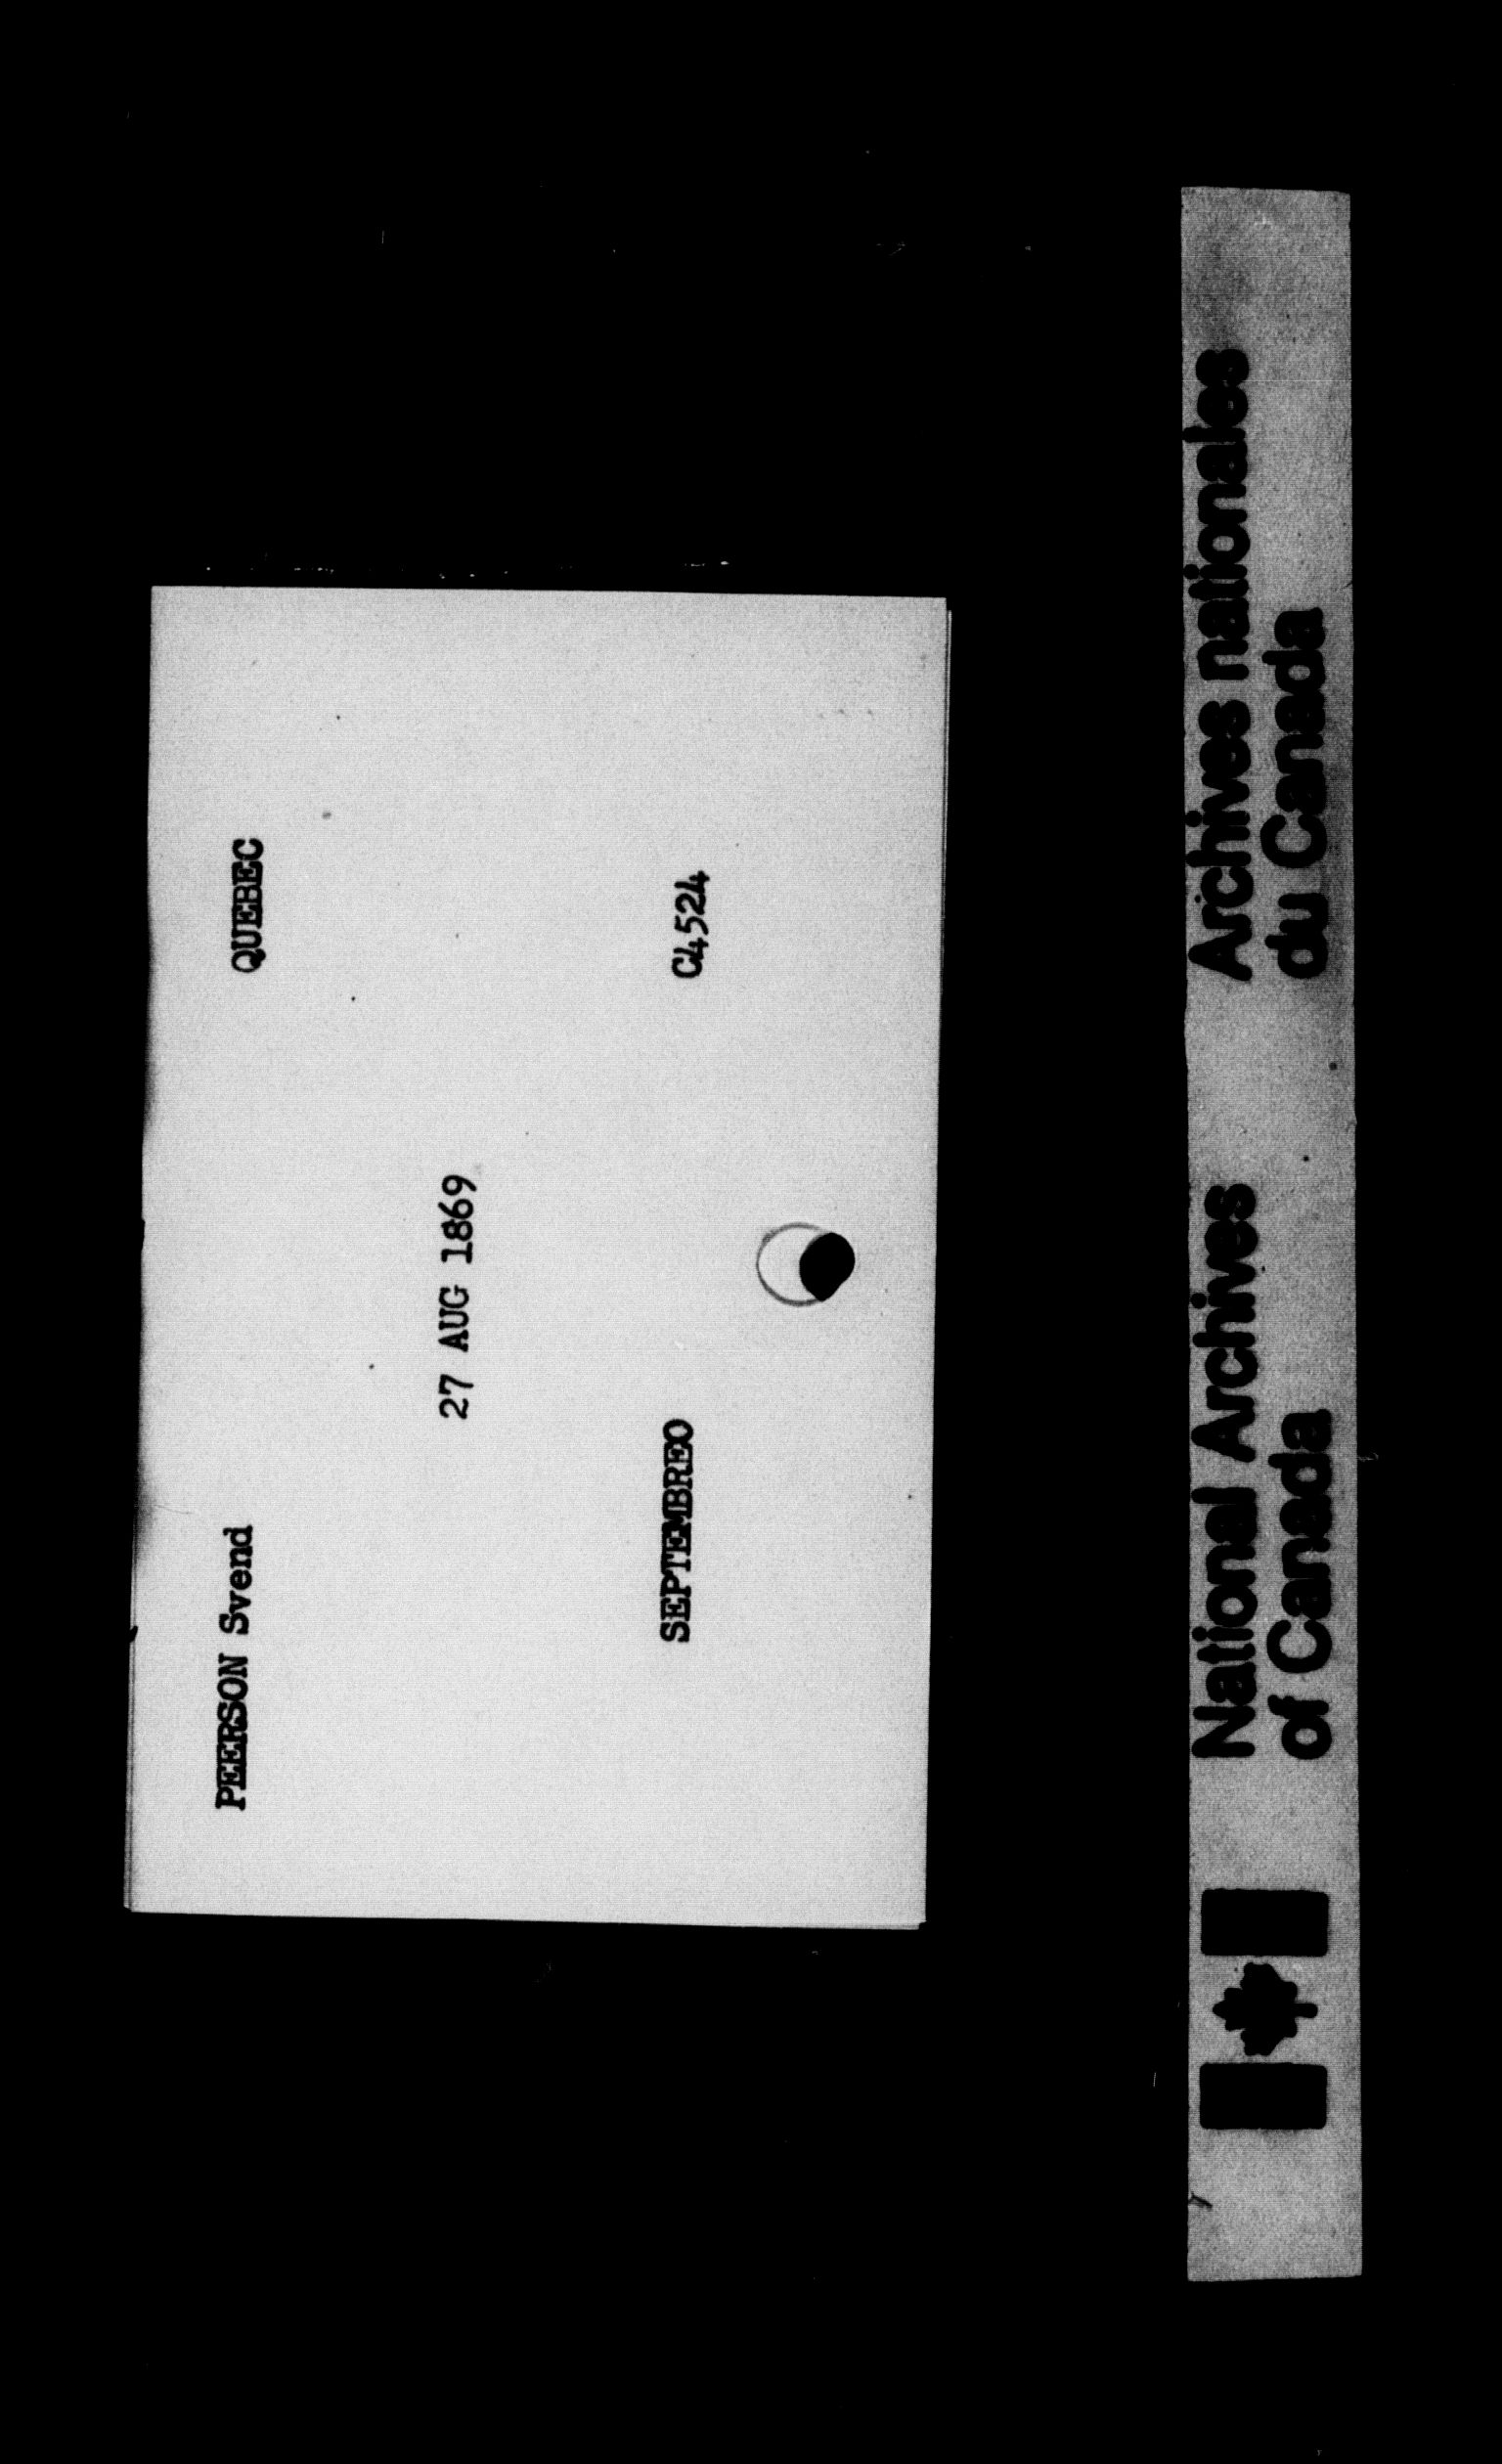 PEERSON Svend QUEBEC
27 AUG 1869
SEPTEMBREO C4524
National Archives Archives nationales
of Canada du Canada